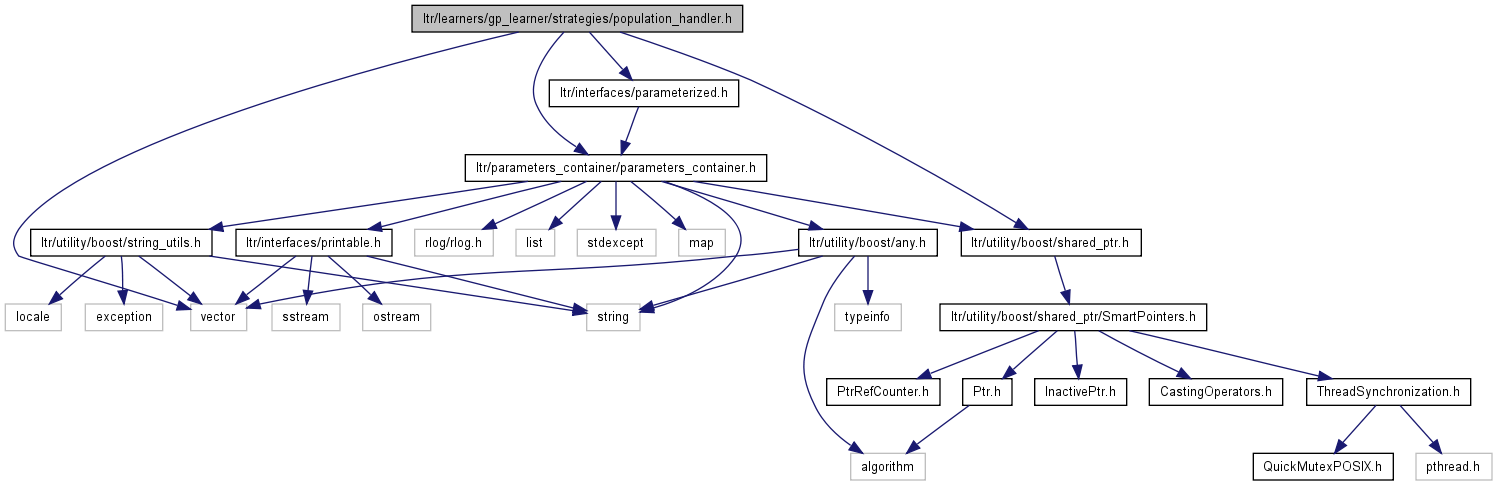 ltr/learners/gp_learner/strategies/population_handler.h
ltr/interfaces/parameterized.h
ltr/parameters_container/parameters_container.h
ltr/utility/boost/string_utils.h
ltr/interfaces/printable.h
rlog/rlog.h
list
stdexcept
map
ltr/utility/boost/any.h
ltr/utility/boost/shared_ptr.h
locale
exception
vector
sstream
ostream
string
typeinfo
ltr/utility/boost/shared_ptr/SmartPointers.h
PtrRefCounter.h
Ptr.h
InactivePtr.h
CastingOperators.h
ThreadSynchronization.h
algorithm
QuickMutexPOSIX.h
pthread.h